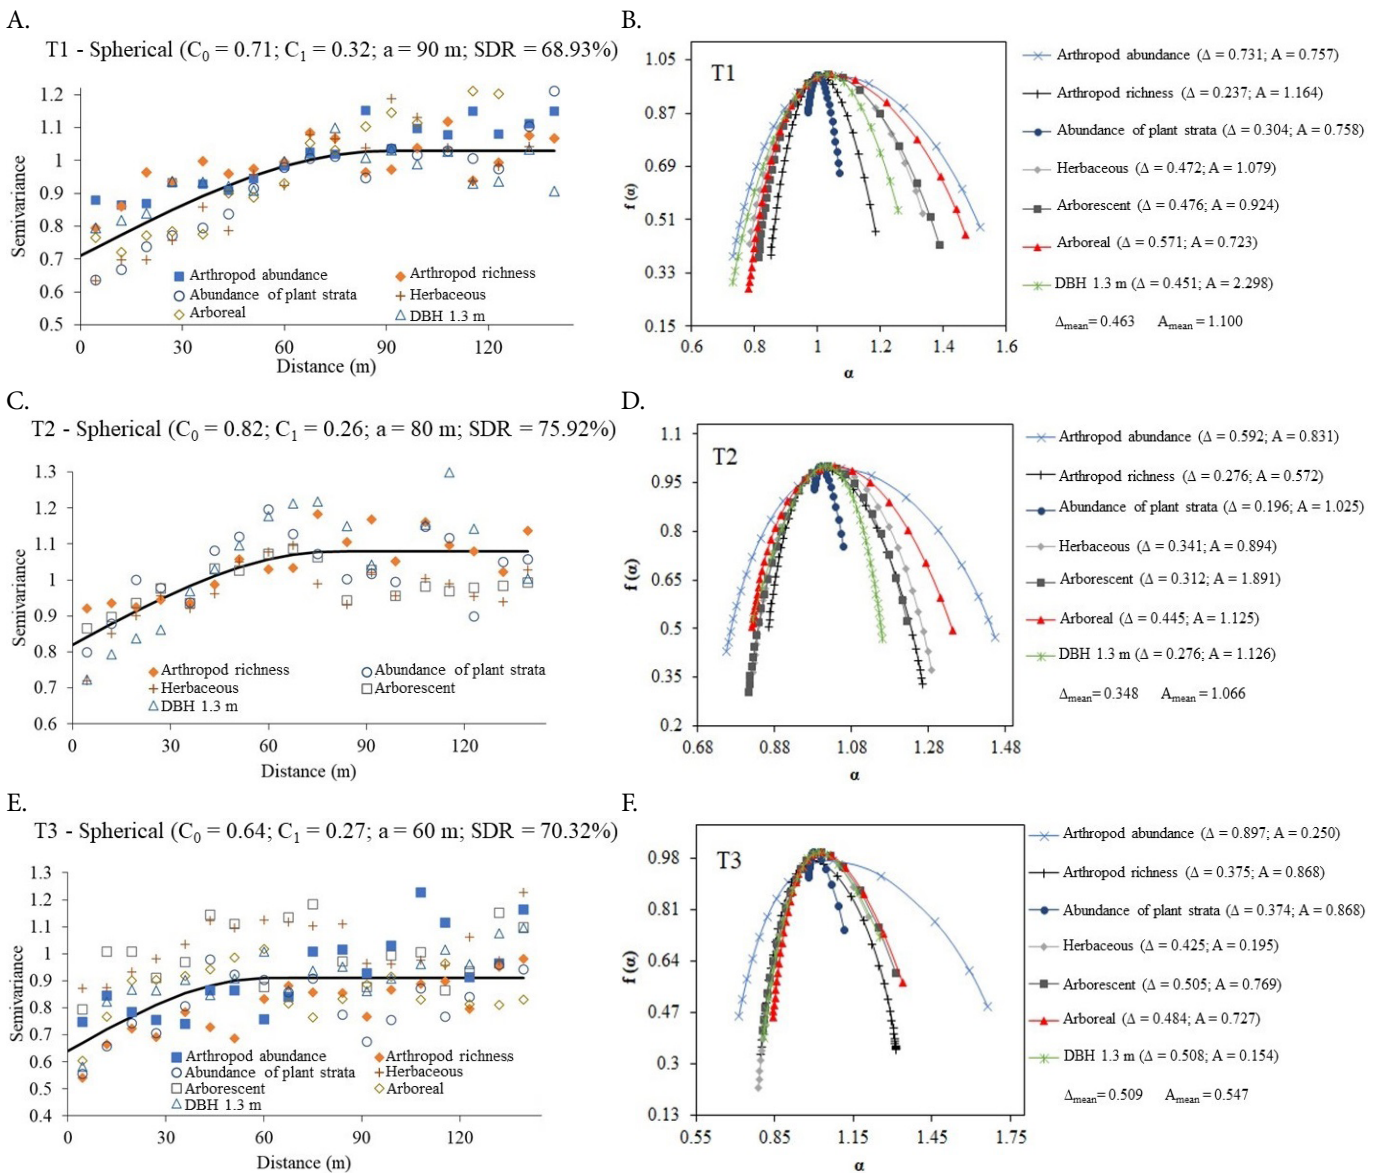 A.
T1 - Spherical (C0 = 0.71; C1 = 0.32; a = 90 m; SDR = 68.93%)
Semivariance
1.2
1.1
1
0.9
0.8
0.7
0.6
0.5
Arthropod abundance
Arthropod richness
Abundance of plant strata
Herbaceous
Arboreal
DBH 1.3 m
0 30 60 90 120
Distance (m)
B.
T1
f (α)
1.05
0.87
0.69
0.51
0.33
0.15
0.6 0.8 1 1.2 1.4 1.6
α
Arthropod abundance (Δ = 0.731; A = 0.757)
Arthropod richness (Δ = 0.237; A = 1.164)
Abundance of plant strata (Δ = 0.304; A = 0.758)
Herbaceous (Δ = 0.472; A = 1.079)
Arborescent (Δ = 0.476; A = 0.924)
Arboreal (Δ = 0.571; A = 0.723)
DBH 1.3 m (Δ = 0.451; A = 2.298)
Δmean = 0.463 Amean = 1.100
C.
T2 - Spherical (C0 = 0.82; C1 = 0.26; a = 80 m; SDR = 75.92%)
Semivariance
1.3
1.2
1.1
1
0.9
0.8
0.7
0.6
Arthropod richness
Abundance of plant strata
Herbaceous
Arborescent
DBH 1.3 m
0 30 60 90 120
Distance (m)
D.
T2
f (α)
1.1
0.95
0.8
0.65
0.5
0.35
0.2
0.68 0.88 1.08 1.28 1.48
α
Arthropod abundance (Δ = 0.592; A = 0.831)
Arthropod richness (Δ = 0.276; A = 0.572)
Abundance of plant strata (Δ = 0.196; A = 1.025)
Herbaceous (Δ = 0.341; A = 0.894)
Arborescent (Δ = 0.312; A = 1.891)
Arboreal (Δ = 0.445; A = 1.125)
DBH 1.3 m (Δ = 0.276; A = 1.126)
Δmean = 0.348 Amean = 1.066
E.
T3 - Spherical (C0 = 0.64; C1 = 0.27; a = 60 m; SDR = 70.32%)
Semivariance
1.3
1.2
1.1
1
0.9
0.8
0.7
0.6
0.5
0.4
Arthropod abundance
Arthropod richness
Abundance of plant strata
Herbaceous
Arborescent
Arboreal
DBH 1.3 m
0 30 60 90 120
Distance (m)
F.
T3
f (α)
0.98
0.81
0.64
0.47
0.3
0.13
0.55 0.85 1.15 1.45 1.75
α
Arthropod abundance (Δ = 0.897; A = 0.250)
Arthropod richness (Δ = 0.375; A = 0.868)
Abundance of plant strata (Δ = 0.374; A = 0.868)
Herbaceous (Δ = 0.425; A = 0.195)
Arborescent (Δ = 0.505; A = 0.769)
Arboreal (Δ = 0.484; A = 0.727)
DBH 1.3 m (Δ = 0.508; A = 0.154)
Δmean = 0.509 Amean = 0.547